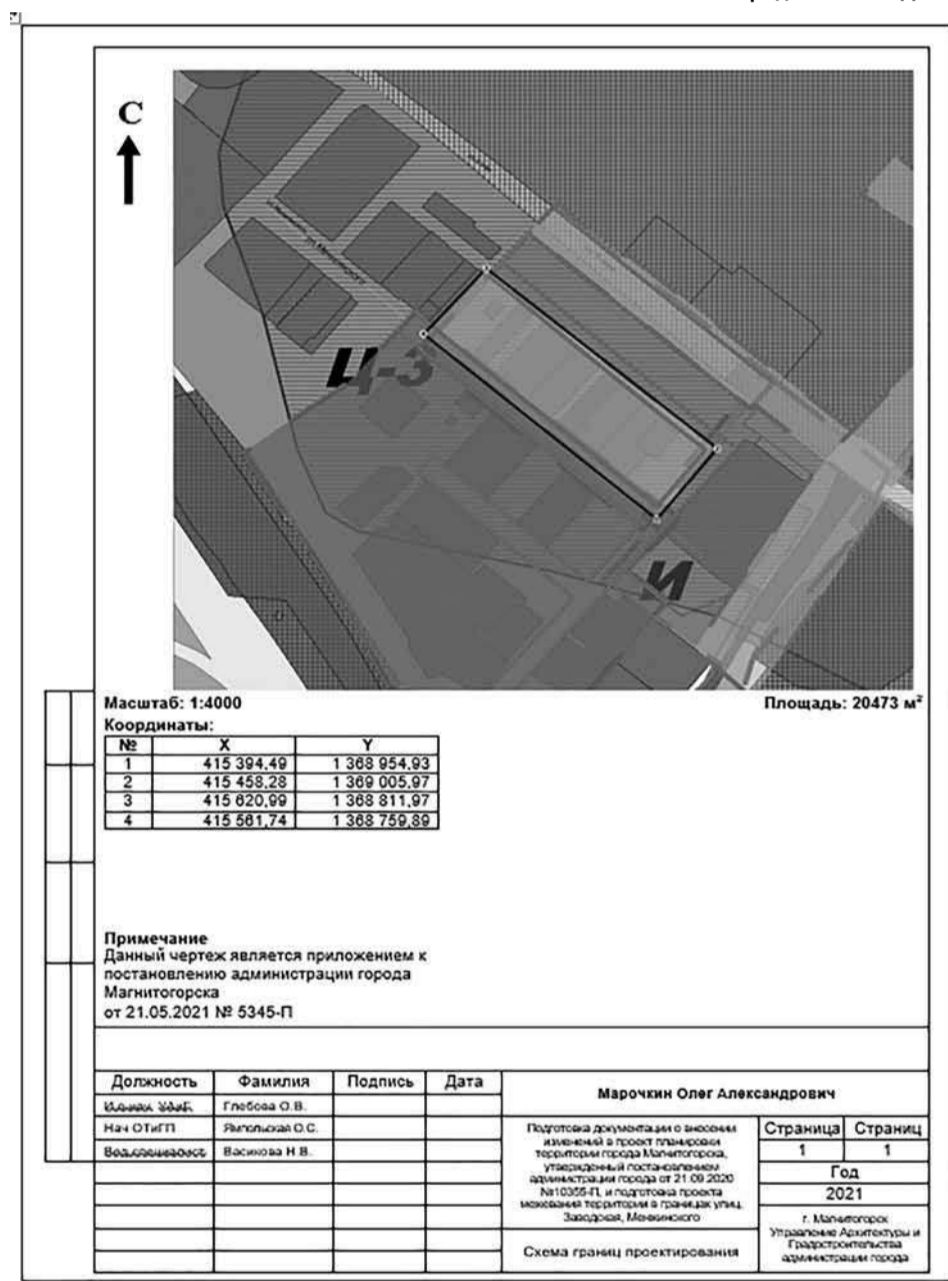 С
Ц-3
И
Масштаб: 1:4000
Площадь: 20473 м²
Координаты:
№ X Y
1 415 394,49 1 368 954,93
2 415 458,28 1 369 005,97
3 415 620,99 1 368 811,97
4 415 561,74 1 368 759,89
Примечание
Данный чертеж является приложением к
постановлению администрации города
Магнитогорска
от 21.05.2021 № 5345-П
Должность Фамилия Подпись Дата
Глебова О.В.
Нач ОТиГП Ямпольская О.С.
Вед.специалист Васикова Н.В.
Марочкин Олег Александрович
Подготовка документации о внесении
изменений в проект планировки
территории города Магнитогорска,
утвержденный постановлением
администрации города от 21.09.2020
№10355-П, и подготовка проекта
межевания территории в границах улиц
Заводская, Менжинского
Страница Страниц
1 1
Год
2021
Схема границ проектирования
г. Магнитогорск
Управление Архитектуры и
Градостроительства
администрации города